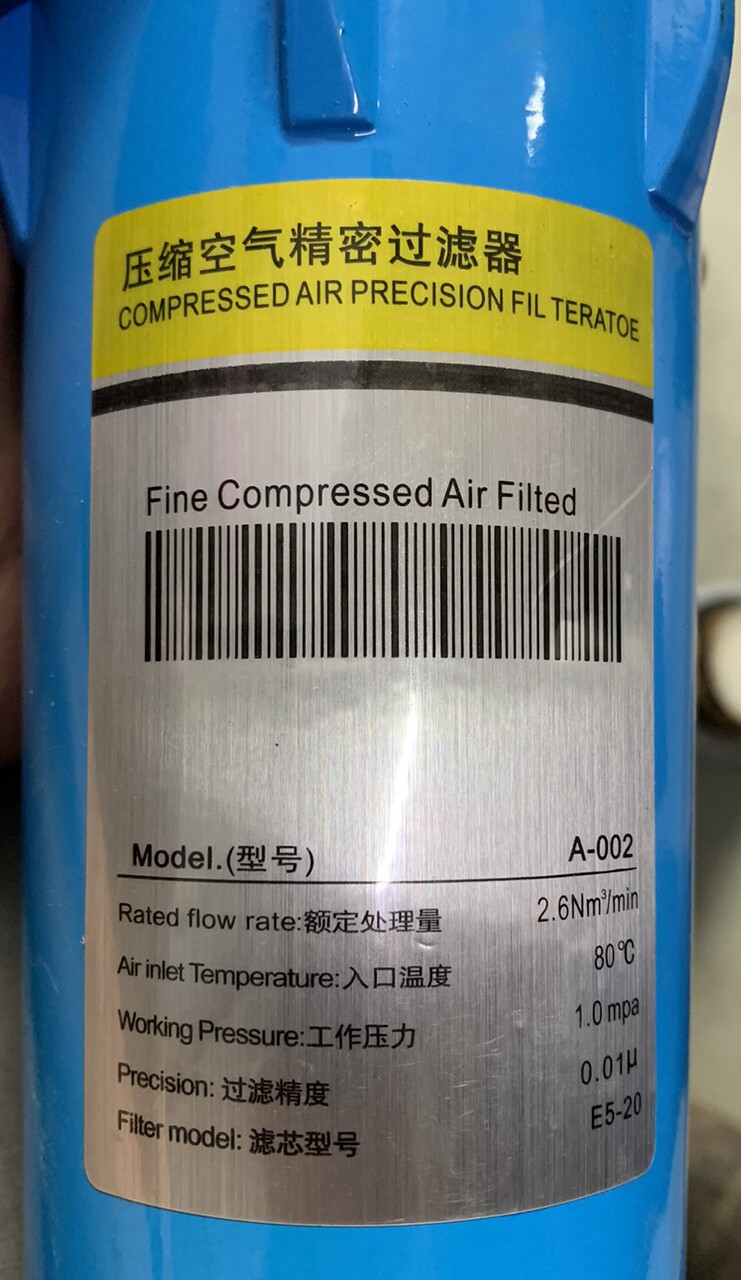 压缩空气精密过滤器
COMPRESSED AIR PRECISION FIL TERATOE
Fine Compressed Air Filted
Model.(型号) A-002
Rated flow rate:额定处理量 2.6Nm³/min
Air inlet Temperature:入口温度 80℃
Working Pressure:工作压力 1.0 mpa
Precision: 过滤精度 0.01μ
Filter model: 滤芯型号 E5-20